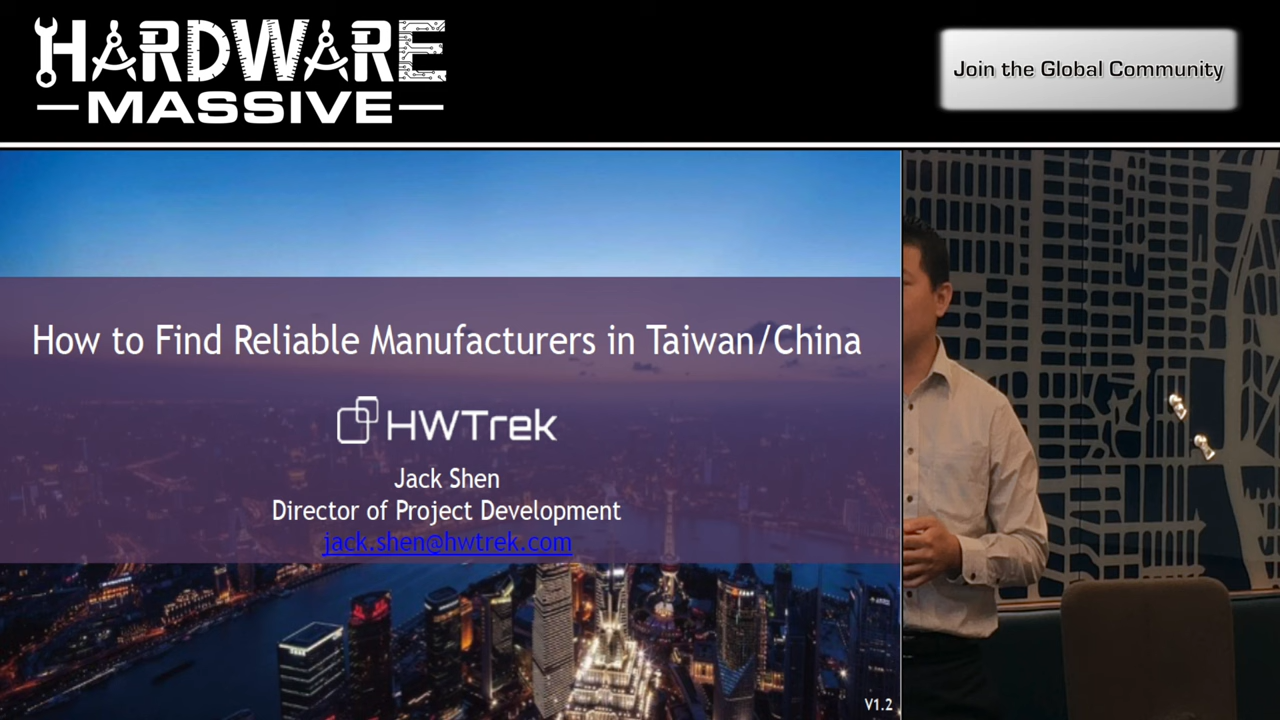 HARDWARE
MASSIVE
Join the Global Community
How to Find Reliable Manufacturers in Taiwan/China
HWTrek
Jack Shen
Director of Project Development
jack.shen@hwtrek.com
V1.2